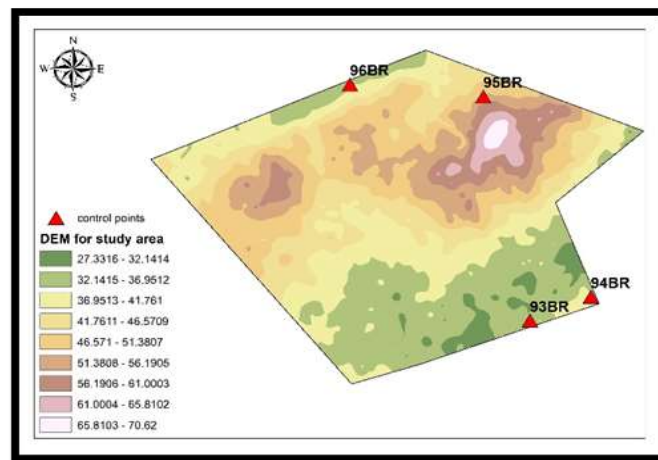 N
W E
S
96BR
95BR
94BR
93BR
control points
DEM for study area
27.3316 - 32.1414
32.1415 - 36.9512
36.9513 - 41.761
41.7611 - 46.5709
46.571 - 51.3807
51.3808 - 56.1905
56.1906 - 61.0003
61.0004 - 65.8102
65.8103 - 70.62